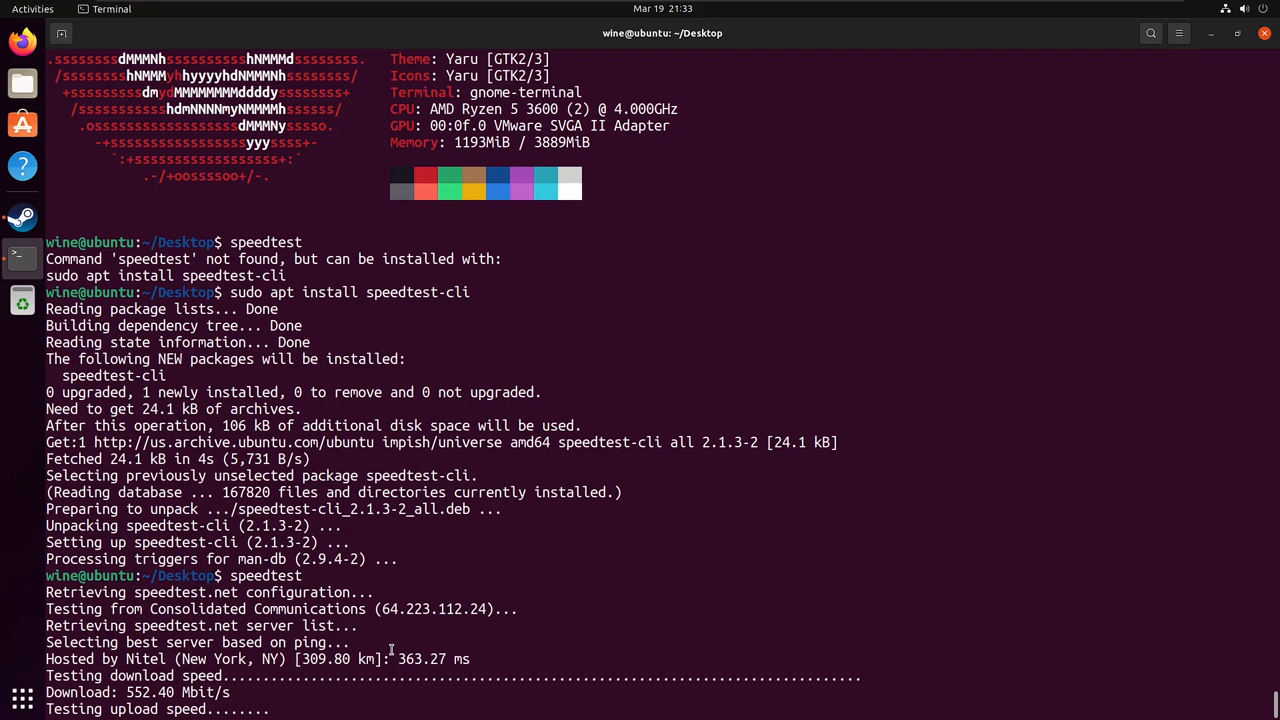 Activities
Terminal
Mar 19 21:33
wine@ubuntu: ~/Desktop
.ssssssssdMMMNhsssssssssshNMMMdssssssss.
Theme: Yaru [GTK2/3]
/sssssssshNMMMyhhyyyyhdNMMMNhssssssss/
Icons: Yaru [GTK2/3]
+sssssssssdmydMMMMMMMMddddyssssssss+
Terminal: gnome-terminal
/ssssssssssshdmNNNNmyNMMMMhssssss/
CPU: AMD Ryzen 5 3600 (2) @ 4.000GHz
.ossssssssssssssssssdMMMNysssso.
GPU: 00:0f.0 VMware SVGA II Adapter
-+sssssssssssssssssyyyssss+-
Memory: 1193MiB / 3889MiB
`:+ssssssssssssssssss+:`
.-/+oossssoo+/-.
wine@ubuntu:~/Desktop$ speedtest
Command 'speedtest' not found, but can be installed with:
sudo apt install speedtest-cli
wine@ubuntu:~/Desktop$ sudo apt install speedtest-cli
Reading package lists... Done
Building dependency tree... Done
Reading state information... Done
The following NEW packages will be installed:
speedtest-cli
0 upgraded, 1 newly installed, 0 to remove and 0 not upgraded.
Need to get 24.1 kB of archives.
After this operation, 106 kB of additional disk space will be used.
Get:1 http://us.archive.ubuntu.com/ubuntu impish/universe amd64 speedtest-cli all 2.1.3-2 [24.1 kB]
Fetched 24.1 kB in 4s (5,731 B/s)
Selecting previously unselected package speedtest-cli.
(Reading database ... 167820 files and directories currently installed.)
Preparing to unpack .../speedtest-cli_2.1.3-2_all.deb ...
Unpacking speedtest-cli (2.1.3-2) ...
Setting up speedtest-cli (2.1.3-2) ...
Processing triggers for man-db (2.9.4-2) ...
wine@ubuntu:~/Desktop$ speedtest
Retrieving speedtest.net configuration...
Testing from Consolidated Communications (64.223.112.24)...
Retrieving speedtest.net server list...
Selecting best server based on ping...
Hosted by Nitel (New York, NY) [309.80 km]: 363.27 ms
Testing download speed................................................................................
Download: 552.40 Mbit/s
Testing upload speed........